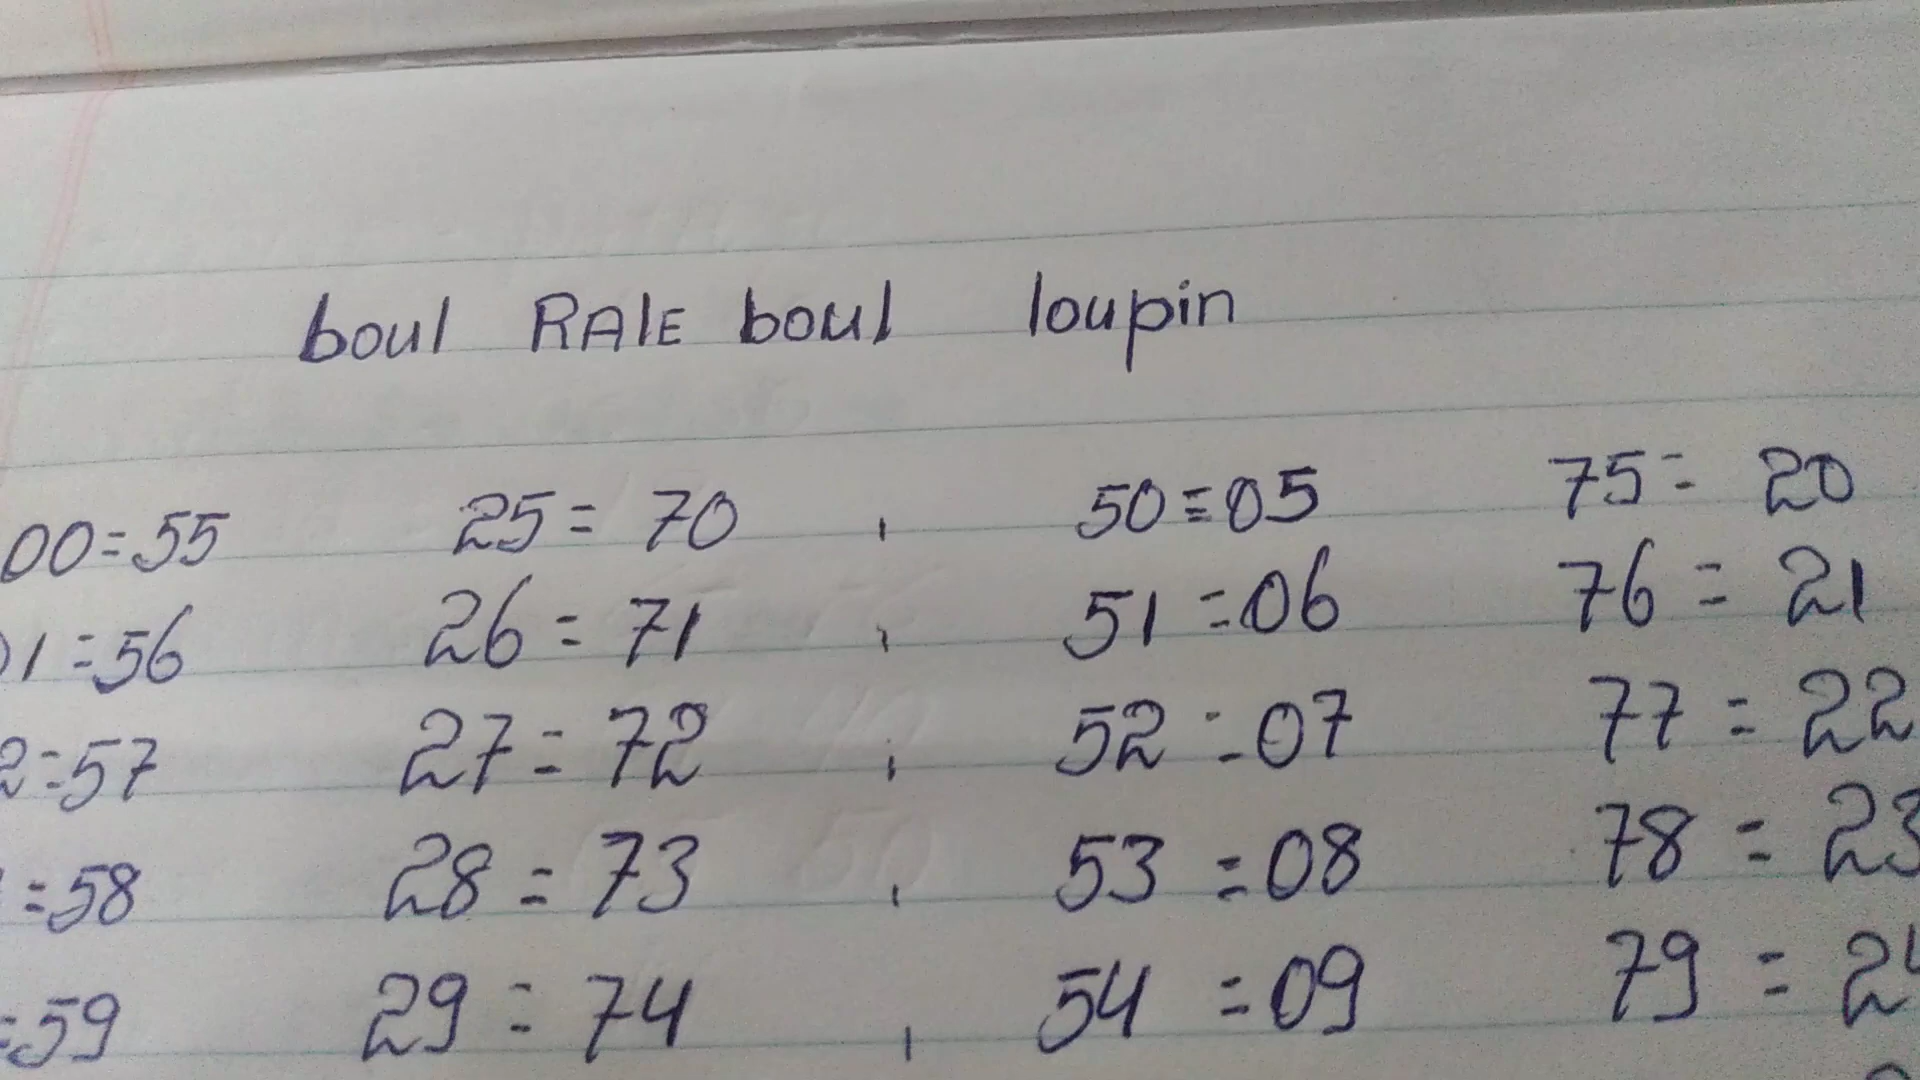 boul RALE boul loupin
00=55 25=70 , 50=05 75=20
1=56 26=71 , 51=06 76=21
2=57 27=72 , 52=07 77=22
=58 28=73 , 53=08 78=23
=59 29=74 , 54=09 79=24